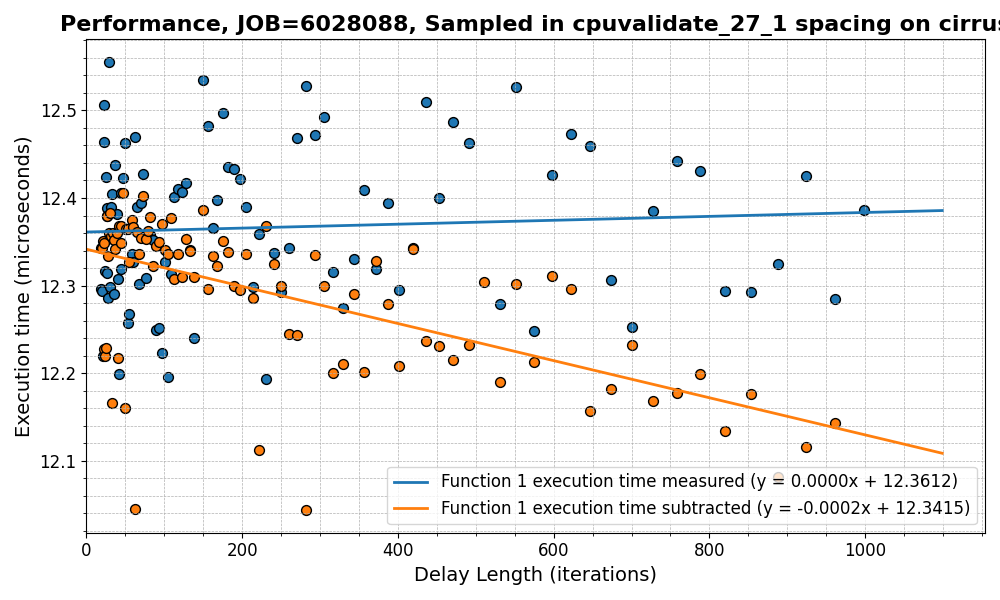 Performance, JOB=6028088, Sampled in cpuvalidate_27_1 spacing on cirrus
Execution time (microseconds)
12.5
12.4
12.3
12.2
12.1
Function 1 execution time measured (y = 0.0000x + 12.3612)
Function 1 execution time subtracted (y = -0.0002x + 12.3415)
0 200 400 600 800 1000
Delay Length (iterations)